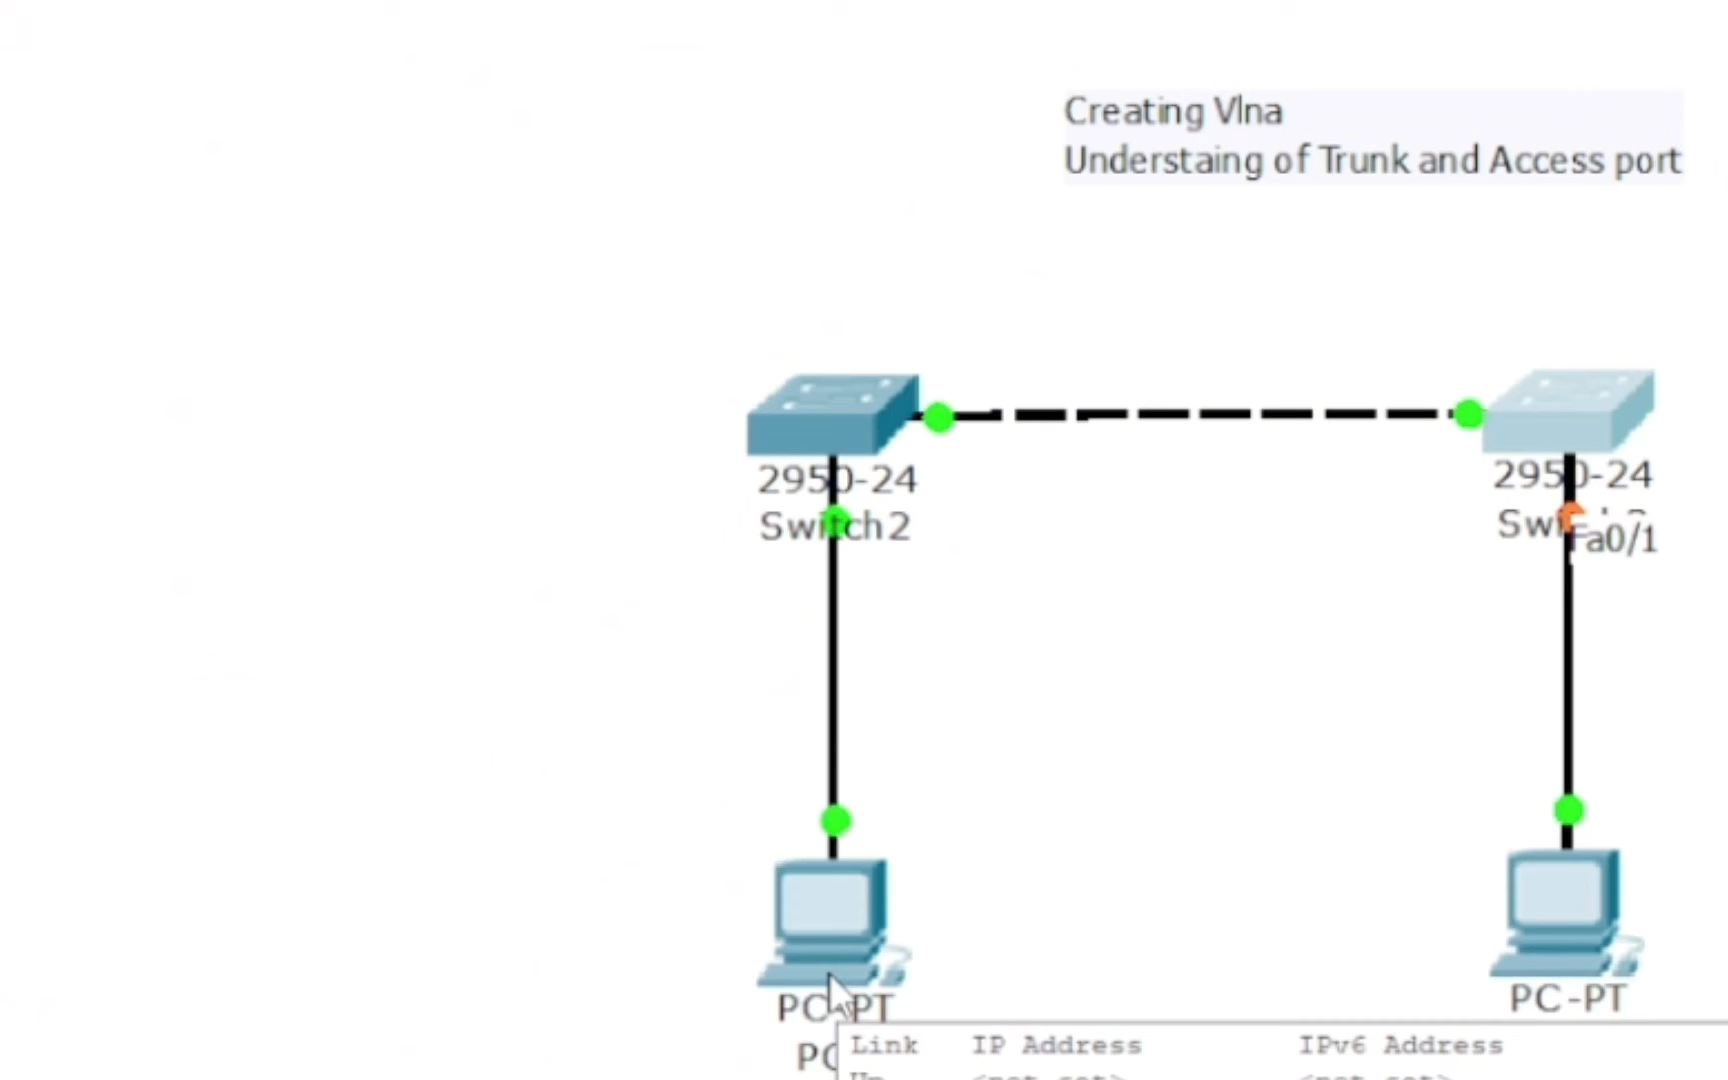 Creating Vlna
Understaing of Trunk and Access port
2950-24
Switch2
2950-24
Fa0/1
PC-PT
PC-PT
Link IP Address IPv6 Address